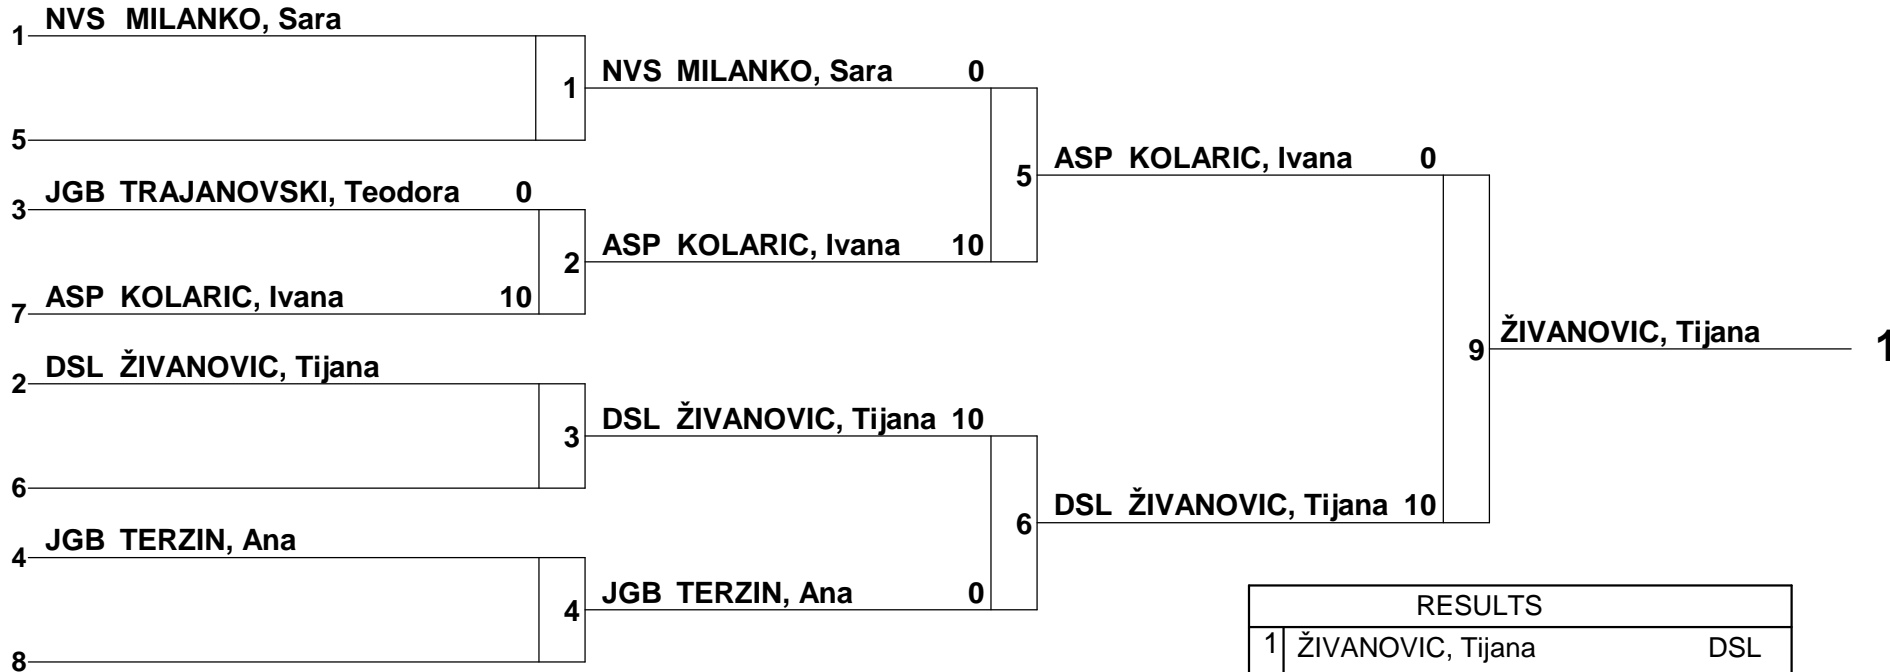 1 NVS MILANKO, Sara
1 NVS MILANKO, Sara 0
5
5 ASP KOLARIC, Ivana 0
3 JGB TRAJANOVSKI, Teodora 0
2 ASP KOLARIC, Ivana 10
7 ASP KOLARIC, Ivana 10
9 ŽIVANOVIC, Tijana 1
2 DSL ŽIVANOVIC, Tijana
3 DSL ŽIVANOVIC, Tijana 10
6
6 DSL ŽIVANOVIC, Tijana 10
4 JGB TERZIN, Ana
4 JGB TERZIN, Ana 0
8
RESULTS
1 ŽIVANOVIC, Tijana DSL